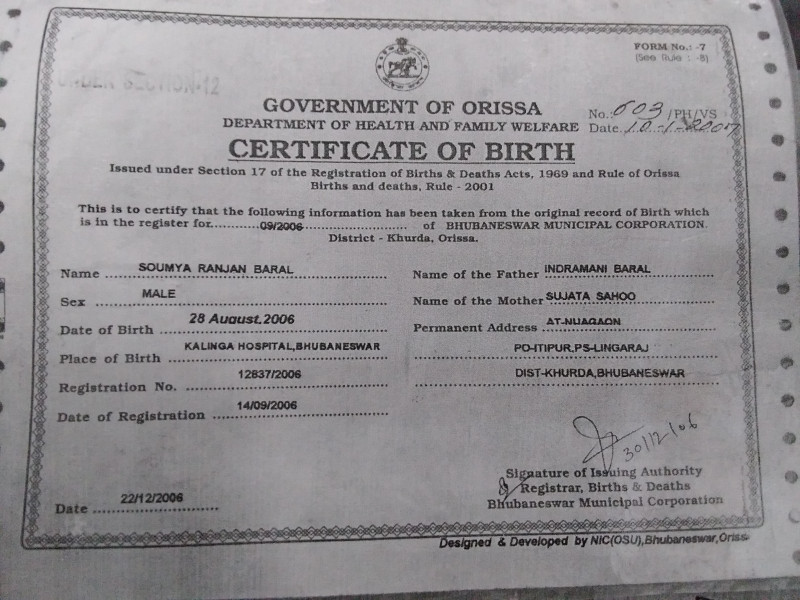 FORM No.: -7
(See Rule : -8)
UNDER SECTION-12
GOVERNMENT OF ORISSA
DEPARTMENT OF HEALTH AND FAMILY WELFARE
No.: 603 /PH/VS
Date. 10-1-2007
CERTIFICATE OF BIRTH
Issued under Section 17 of the Registration of Births & Deaths Acts, 1969 and Rule of Orissa
Births and deaths, Rule - 2001
This is to certify that the following information has been taken from the original record of Birth which
is in the register for............09/2006........................... of BHUBANESWAR MUNICIPAL CORPORATION.
District - Khurda, Orissa.
Name SOUMYA RANJAN BARAL
Sex MALE
Date of Birth 28 August.2006
Place of Birth KALINGA HOSPITAL,BHUBANESWAR
Registration No. 12837/2006
Date of Registration 14/09/2006
Name of the Father INDRAMANI BARAL
Name of the Mother SUJATA SAHOO
Permanent Address AT-NUAGAON
PO-ITIPUR,PS-LINGARAJ
DIST-KHURDA,BHUBANESWAR
30/12/06
Signature of Issuing Authority
Registrar, Births & Deaths
Bhubaneswar Municipal Corporation
Date 22/12/2006
Designed & Developed by NIC(OSU),Bhubaneswar,Oriss